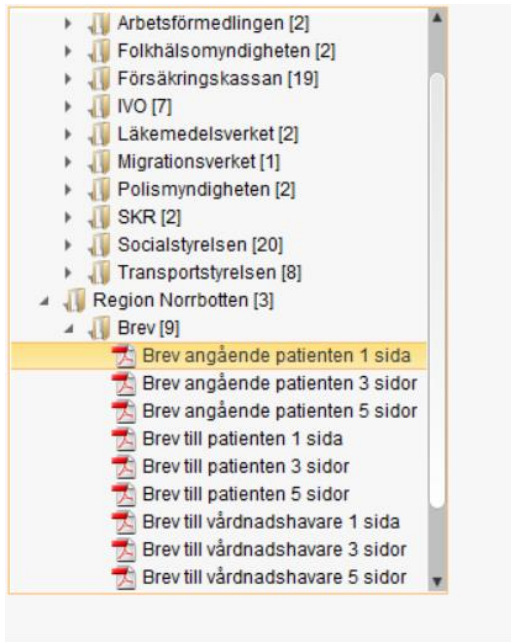 Arbetsförmedlingen [2]
Folkhälsomyndigheten [2]
Försäkringskassan [19]
IVO [7]
Läkemedelsverket [2]
Migrationsverket [1]
Polismyndigheten [2]
SKR [2]
Socialstyrelsen [20]
Transportstyrelsen [8]
Region Norrbotten [3]
Brev [9]
Brev angående patienten 1 sida
Brev angående patienten 3 sidor
Brev angående patienten 5 sidor
Brev till patienten 1 sida
Brev till patienten 3 sidor
Brev till patienten 5 sidor
Brev till vårdnadshavare 1 sida
Brev till vårdnadshavare 3 sidor
Brev till vårdnadshavare 5 sidor